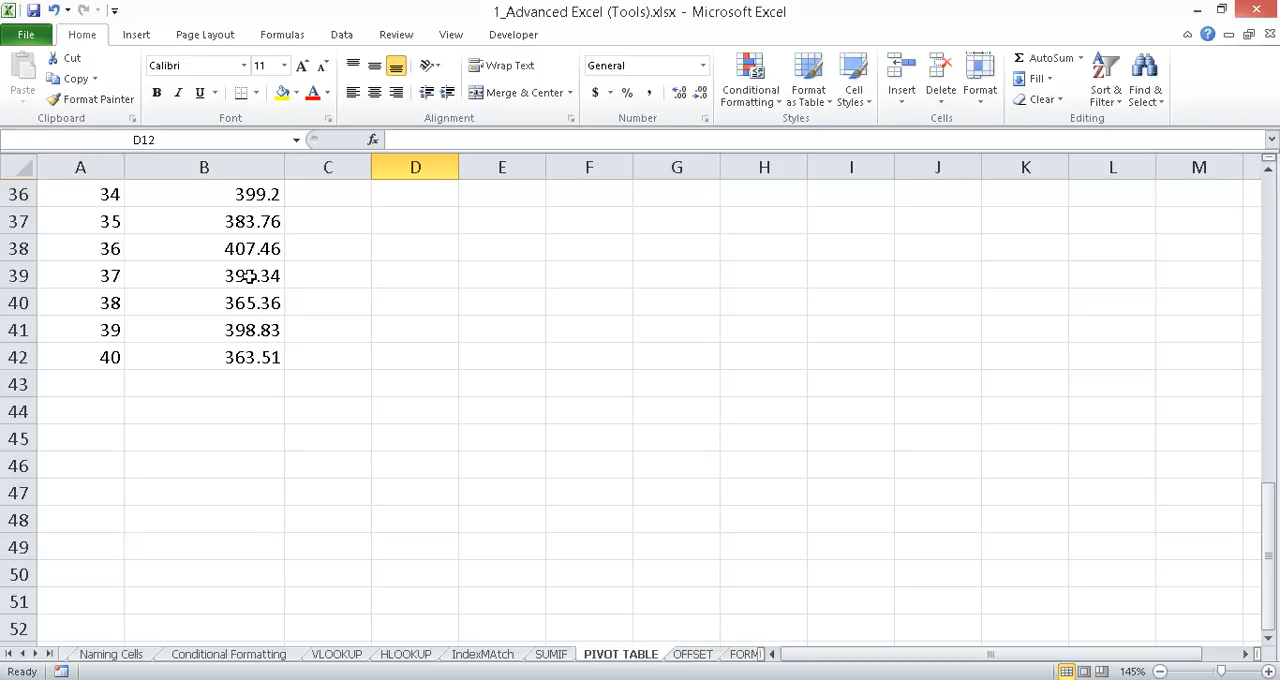 1_Advanced Excel (Tools).xlsx - Microsoft Excel
File Home Insert Page Layout Formulas Data Review View Developer
Paste Cut Copy Format Painter Clipboard
Calibri 11 B I U A Font
Wrap Text Merge & Center Alignment
General $ % , Number
Conditional Formatting Format as Table Cell Styles Styles
Insert Delete Format Cells
Σ AutoSum Fill Clear Sort & Filter Find & Select Editing
D12 fx
A B C D E F G H I J K L M
36 34 399.2
37 35 383.76
38 36 407.46
39 37
40 38 365.36
41 39 398.83
42 40 363.51
43
44
45
46
47
48
49
50
51
52
Naming Cells Conditional Formatting VLOOKUP HLOOKUP IndexMAtch SUMIF PIVOT TABLE OFFSET FORM
Ready 145%